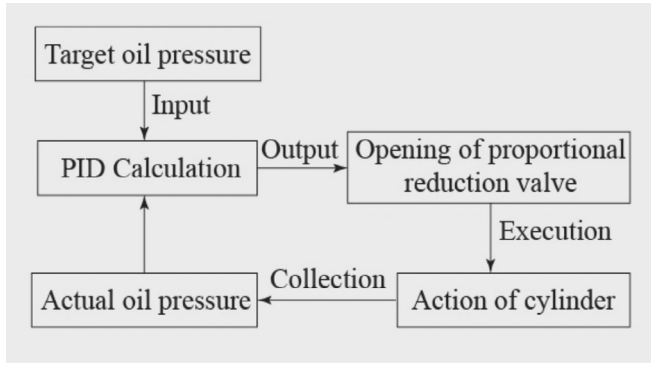 Target oil pressure
Input
PID Calculation
Output
Opening of proportional
reduction valve
Execution
Action of cylinder
Collection
Actual oil pressure